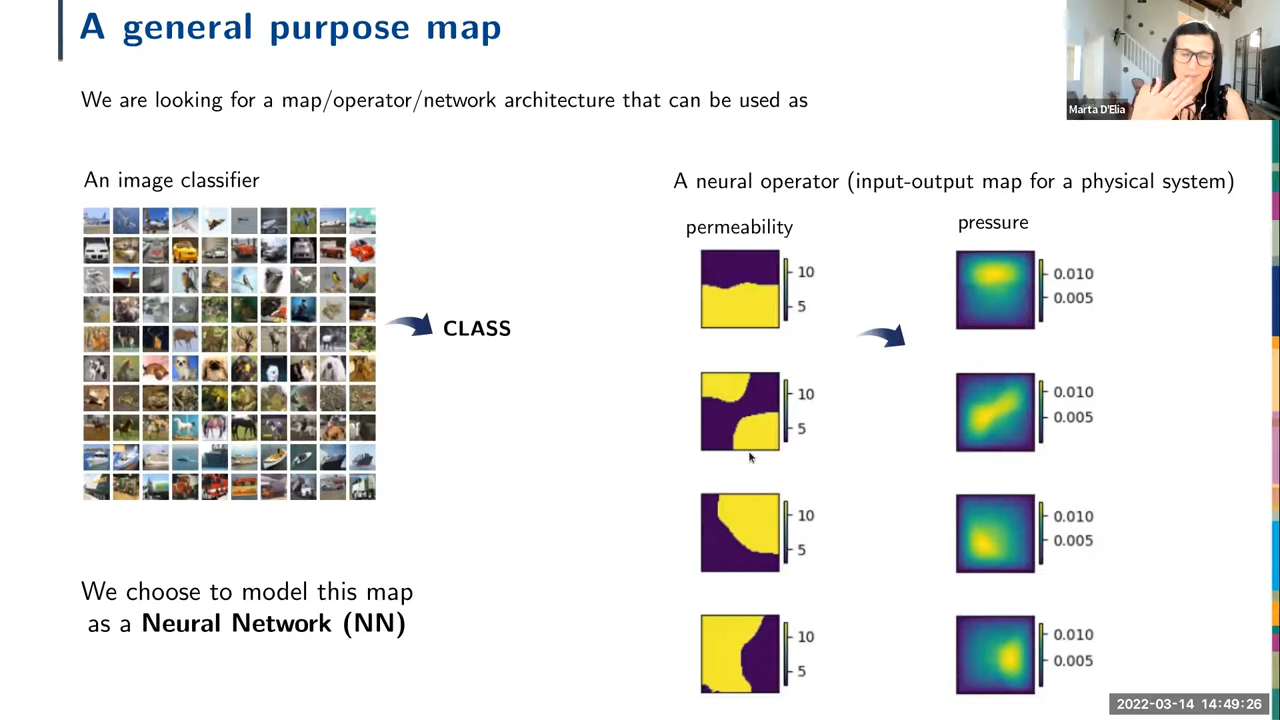 A general purpose map
Marta D'Elia
We are looking for a map/operator/network architecture that can be used as
An image classifier
A neural operator (input-output map for a physical system)
permeability
pressure
CLASS
10
5
0.010
0.005
10
5
0.010
0.005
10
5
0.010
0.005
10
5
0.010
0.005
We choose to model this map
as a Neural Network (NN)
2022-03-14 14:49:26